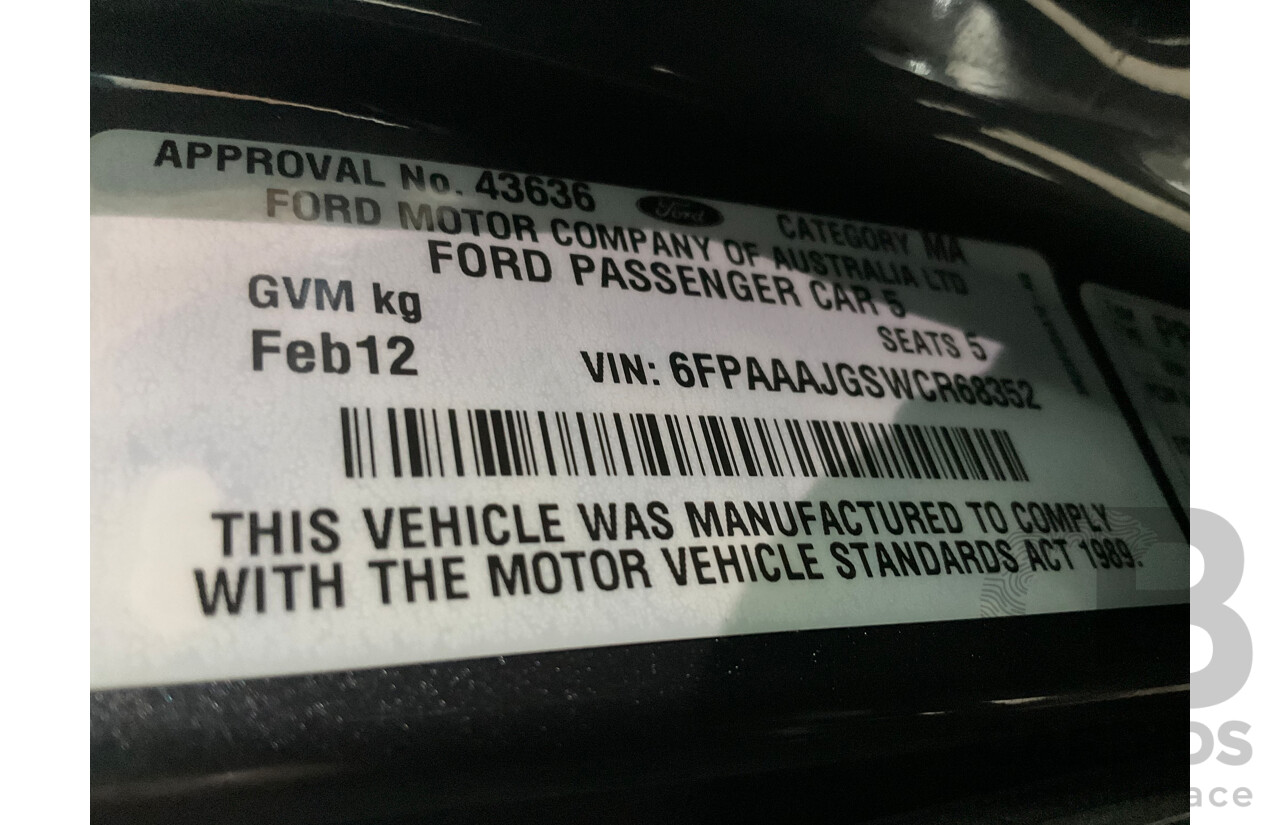 APPROVAL No. 43636 Ford CATEGORY MA
FORD MOTOR COMPANY OF AUSTRALIA LTD
FORD PASSENGER CAR 5
GVM kg SEATS 5
Feb12 VIN: 6FPAAAJGSWCR68352
THIS VEHICLE WAS MANUFACTURED TO COMPLY
WITH THE MOTOR VEHICLE STANDARDS ACT 1989.